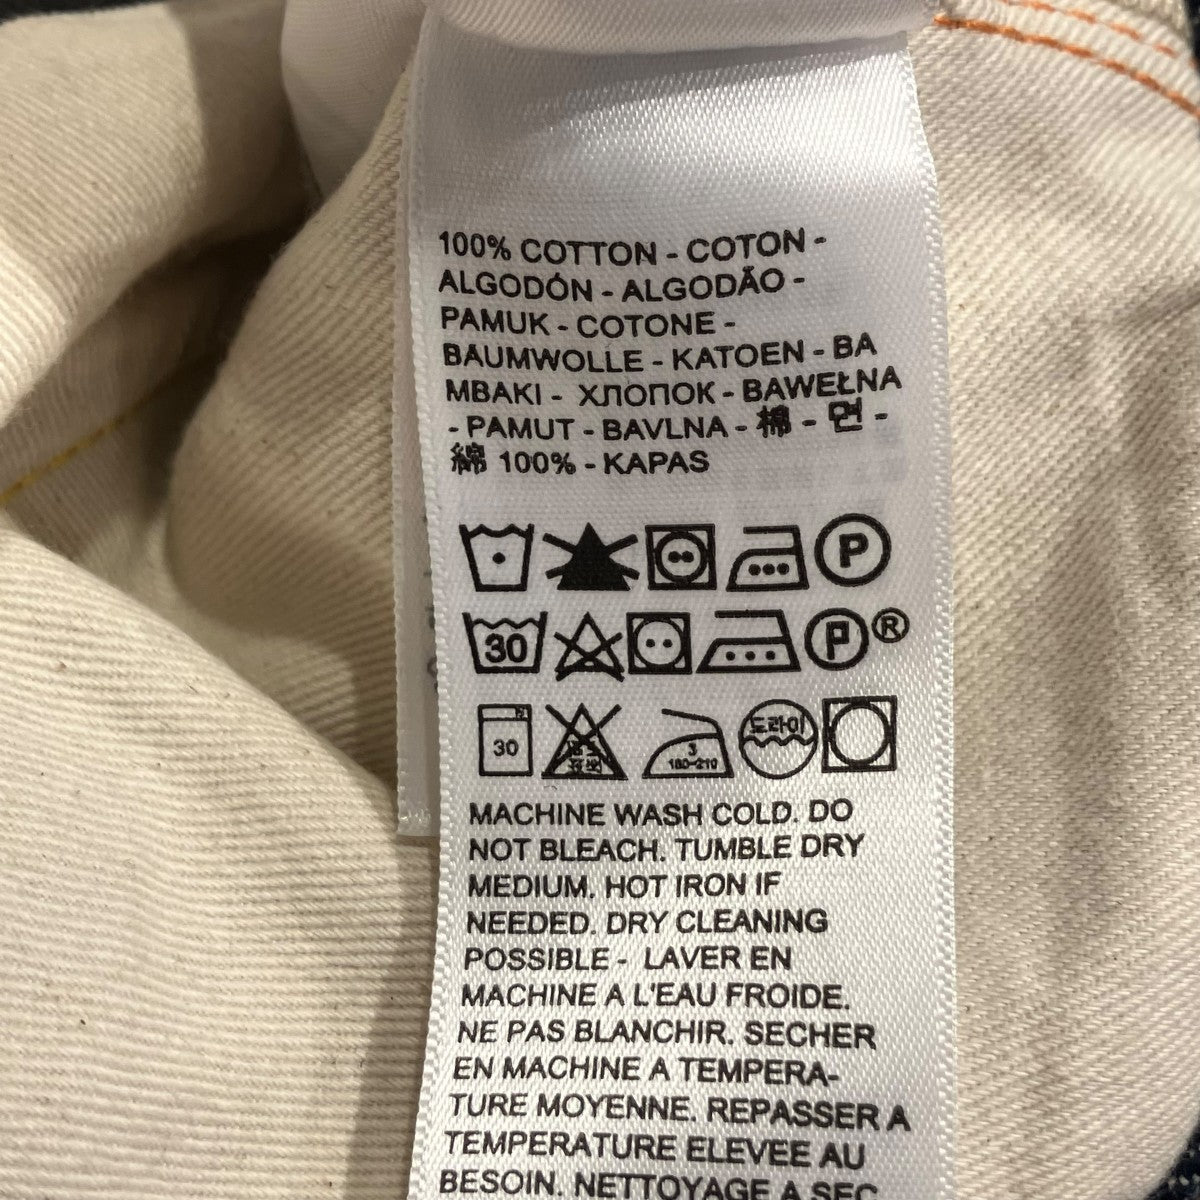 100% COTTON - COTON -
ALGODÓN - ALGODÃO -
PAMUK - COTONE -
BAUMWOLLE - KATOEN - BA
MBAKI - ХЛОПОК - BAWEŁNA
- PAMUT - BAVLNA - 棉 - 면 -
綿 100% - KAPAS
P
30 P ®
30 3 180-210 드라이
MACHINE WASH COLD. DO
NOT BLEACH. TUMBLE DRY
MEDIUM. HOT IRON IF
NEEDED. DRY CLEANING
POSSIBLE - LAVER EN
MACHINE A L'EAU FROIDE.
NE PAS BLANCHIR. SECHER
EN MACHINE A TEMPERA-
TURE MOYENNE. REPASSER A
TEMPERATURE ELEVEE AU
BESOIN. NETTOYAGE A SEC